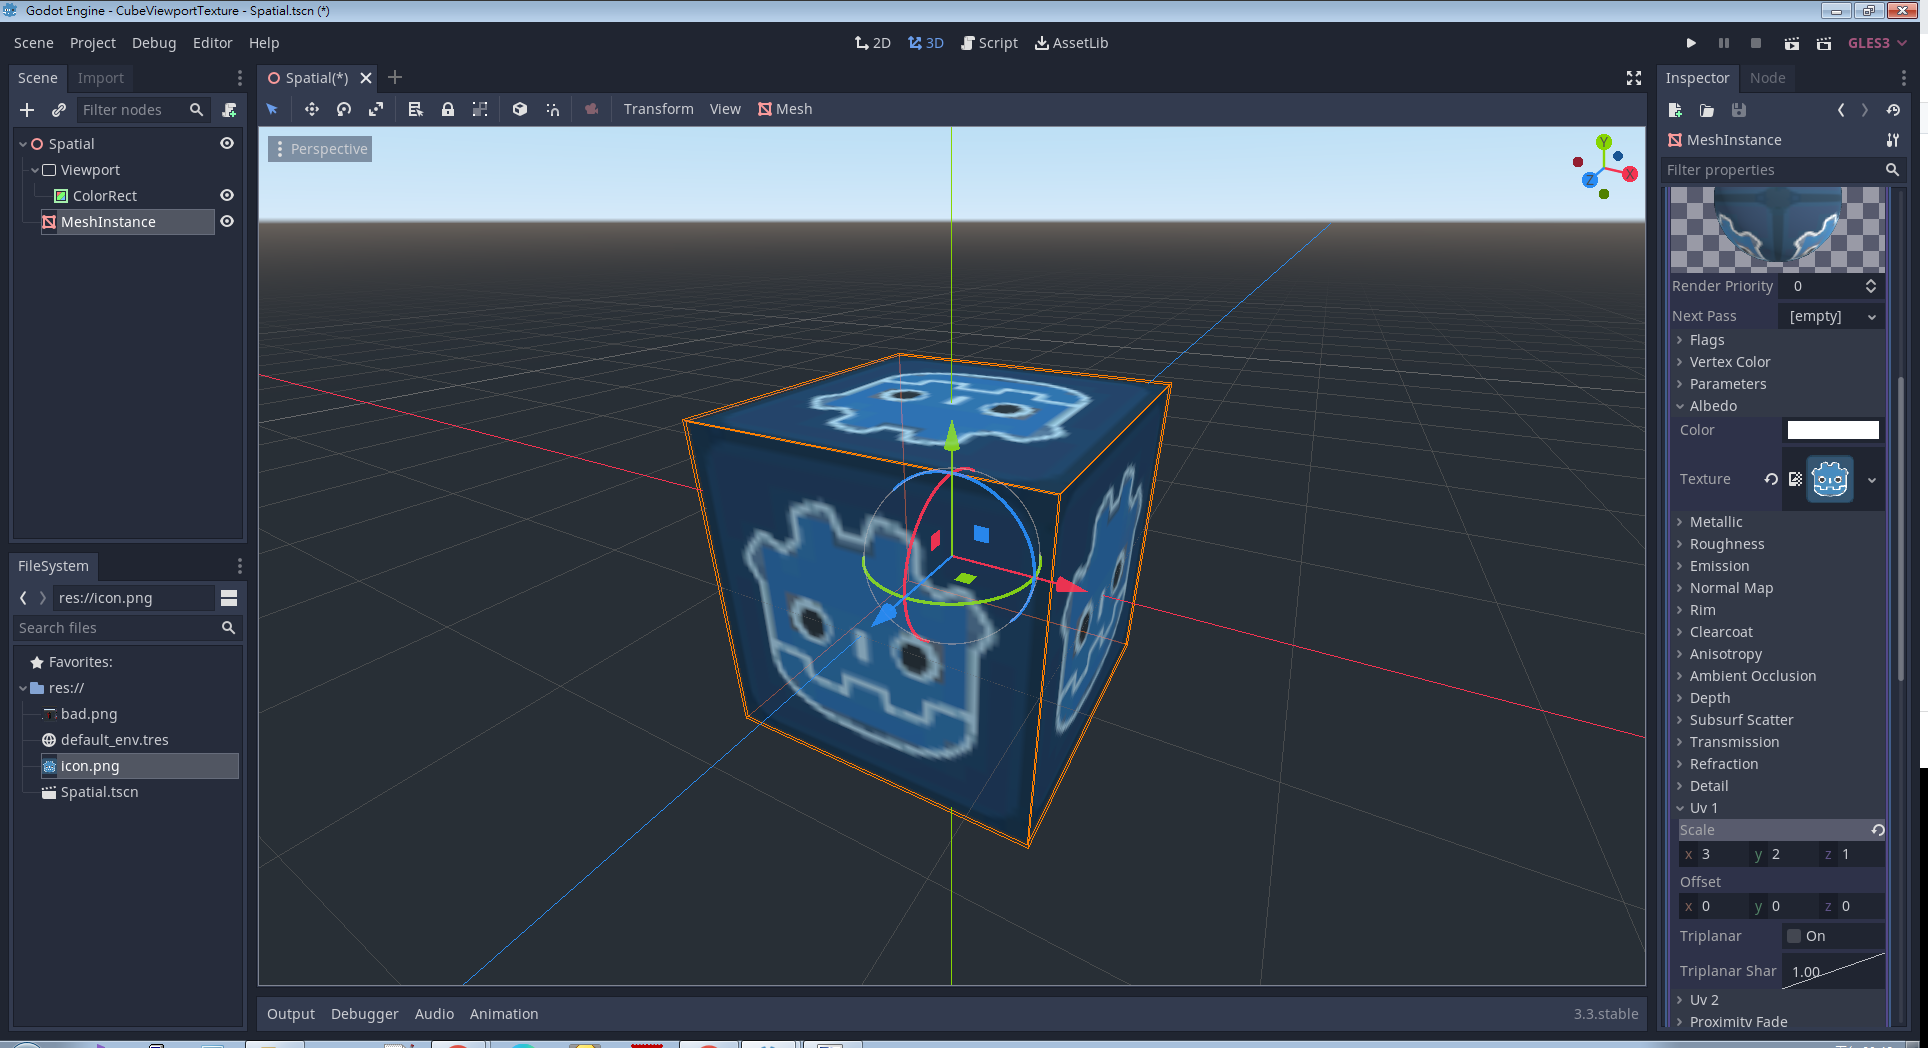 Godot Engine - CubeViewportTexture - Spatial.tscn (*)
Scene Project Debug Editor Help
2D 3D Script AssetLib
GLES3
Scene Import
Filter nodes
Spatial
Viewport
ColorRect
MeshInstance
FileSystem
res://icon.png
Search files
Favorites:
res://
bad.png
default_env.tres
icon.png
Spatial.tscn
Spatial(*)
Transform View Mesh
Perspective
Y
X
Z
Output Debugger Audio Animation
3.3.stable
Inspector Node
MeshInstance
Filter properties
Render Priority 0
Next Pass [empty]
Flags
Vertex Color
Parameters
Albedo
Color
Texture
Metallic
Roughness
Emission
Normal Map
Rim
Clearcoat
Anisotropy
Ambient Occlusion
Depth
Subsurf Scatter
Transmission
Refraction
Detail
Uv 1
Scale
x 3 y 2 z 1
Offset
x 0 y 0 z 0
Triplanar On
Triplanar Shar 1.00
Uv 2
Proximity Fade